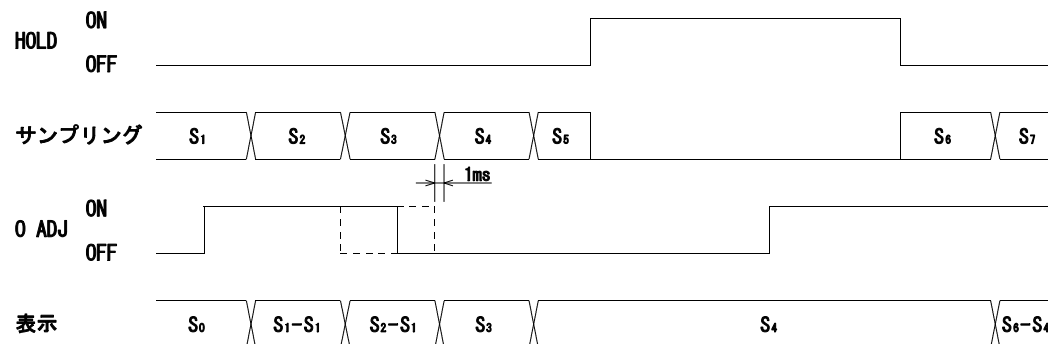 ON
HOLD
OFF
サンプリング S₁ S₂ S₃ S₄ S₅ S₆ S₇
1ms
ON
0 ADJ
OFF
表示 S₀ S₁−S₁ S₂−S₁ S₃ S₄ S₆−S₄